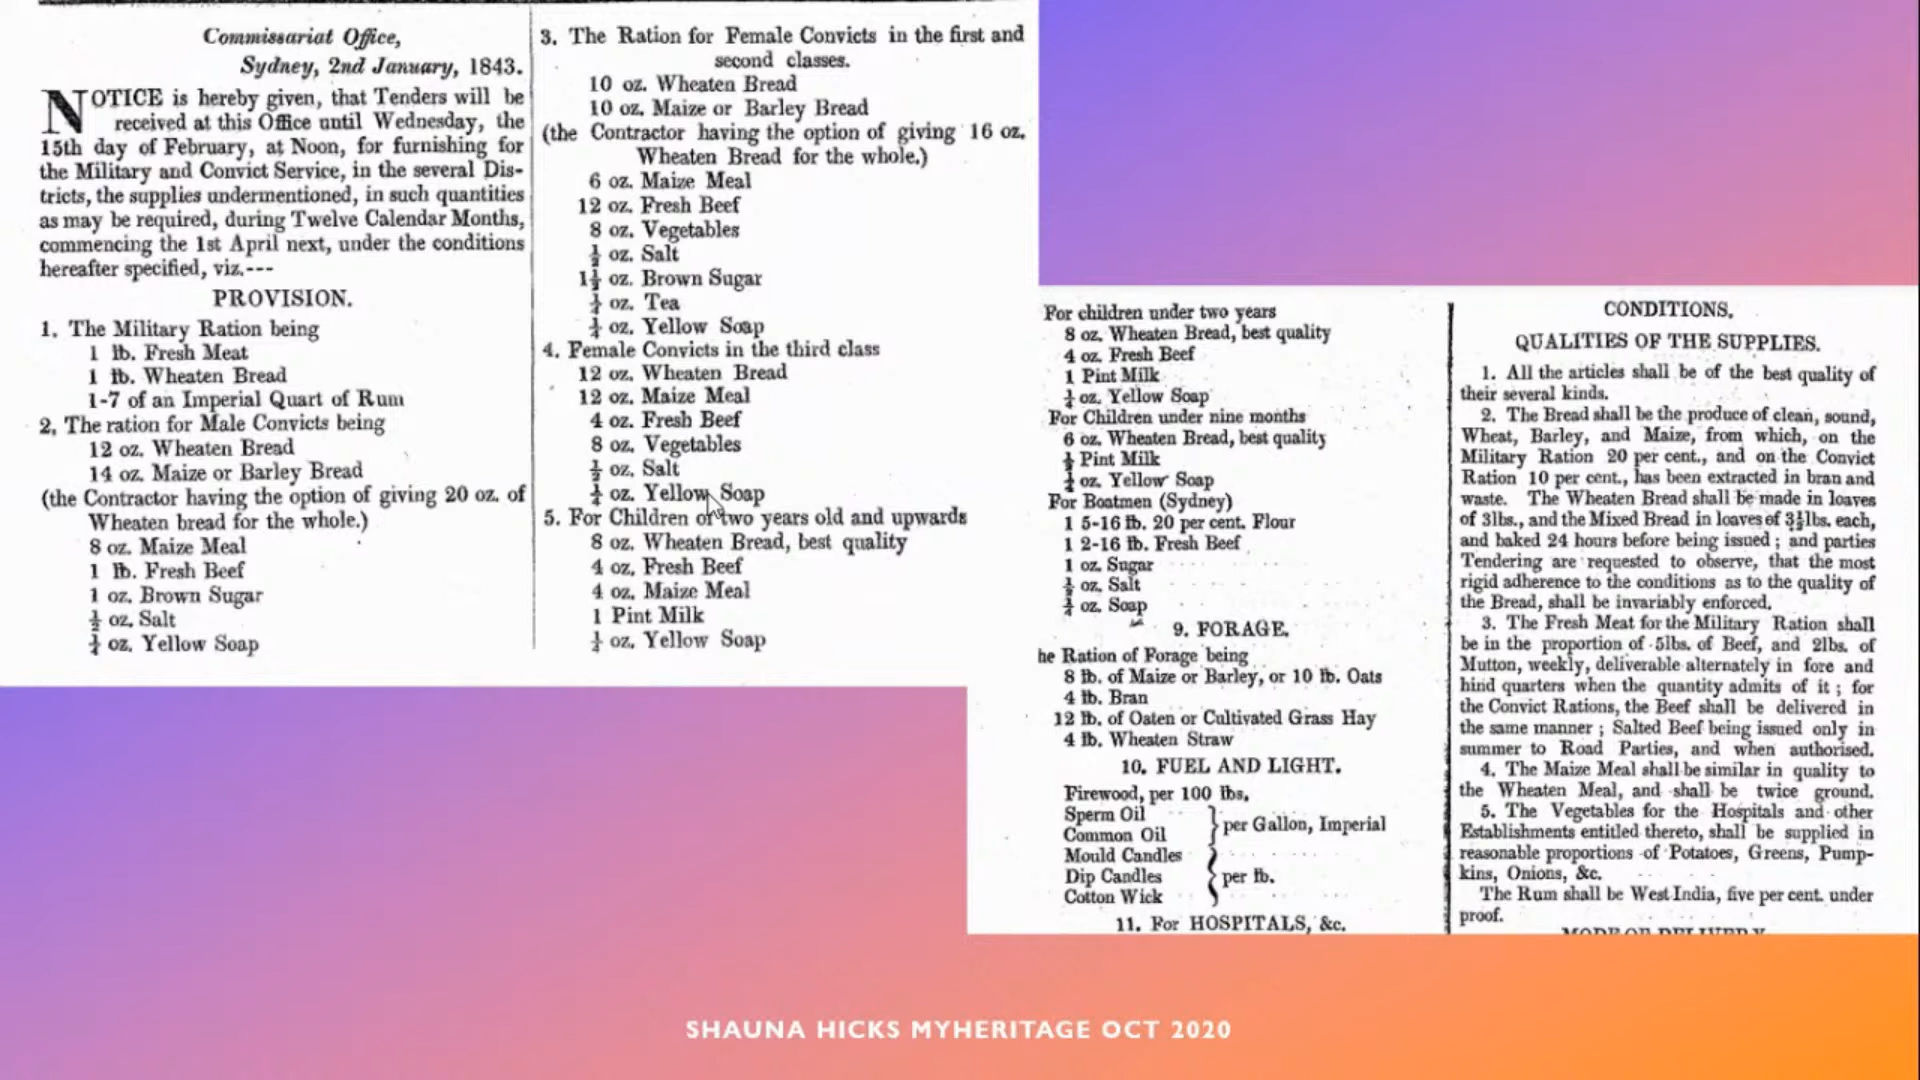 Commissariat Office,
Sydney, 2nd January, 1843.
NOTICE is hereby given, that Tenders will be
received at this Office until Wednesday, the
15th day of February, at Noon, for furnishing for
the Military and Convict Service, in the several Dis-
tricts, the supplies undermentioned, in such quantities
as may be required, during Twelve Calendar Months,
commencing the 1st April next, under the conditions
hereafter specified, viz.---
PROVISION.
1. The Military Ration being
1 lb. Fresh Meat
1 lb. Wheaten Bread
1-7 of an Imperial Quart of Rum
2, The ration for Male Convicts being
12 oz. Wheaten Bread
14 oz. Maize or Barley Bread
(the Contractor having the option of giving 20 oz. of
Wheaten bread for the whole.)
8 oz. Maize Meal
1 lb. Fresh Beef
1 oz. Brown Sugar
½ oz. Salt
¼ oz. Yellow Soap
3. The Ration for Female Convicts in the first and
second classes.
10 oz. Wheaten Bread
10 oz. Maize or Barley Bread
(the Contractor having the option of giving 16 oz.
Wheaten Bread for the whole.)
6 oz. Maize Meal
12 oz. Fresh Beef
8 oz. Vegetables
½ oz. Salt
oz. Brown Sugar
oz. Tea
oz. Yellow Soap
4. Female Convicts in the third class
12 oz. Wheaten Bread
12 oz. Maize Meal
4 oz. Fresh Beef
8 oz. Vegetables
½ oz. Salt
¼ oz. Yellow Soap
5. For Children of two years old and upwards
8 oz. Wheaten Bread, best quality
4 oz, Fresh Beef
4 oz. Maize Meal
1 Pint Milk
¼ oz. Yellow Soap
For children under two years
8 oz. Wheaten Bread, best quality
4 oz. Fresh Beef
1 Pint Milk
¼ oz. Yellow Soap
For Children under nine months
6 oz. Wheaten Bread, best quality
½ Pint Milk
¼ oz. Yellow Soap
For Boatmen (Sydney)
1 5-16 lb. 20 per cent. Flour
1 2-16 lb. Fresh Beef
1 oz. Sugar
½ oz. Salt
¼ oz. Soap
9. FORAGE.
he Ration of Forage being
8 lb. of Maize or Barley, or 10 lb. Oats
4 lb. Bran
12 lb. of Oaten or Cultivated Grass Hay
4 lb. Wheaten Straw
10. FUEL AND LIGHT.
Firewood, per 100 lbs.
Sperm Oil
Common Oil
per Gallon, Imperial
Mould Candles
Dip Candles
Cotton Wick
per lb.
11. For HOSPITALS, &c.
CONDITIONS.
QUALITIES OF THE SUPPLIES.
1. All the articles shall be of the best quality of
their several kinds.
2. The Bread shall be the produce of clean, sound,
Wheat, Barley, and Maize, from which, on the
Military Ration 20 per cent., and on the Convict
Ration 10 per cent., has been extracted in bran and
waste. The Wheaten Bread shall be made in loaves
of 3lbs., and the Mixed Bread in loaves of 3½lbs. each,
and baked 24 hours before being issued; and parties
Tendering are requested to observe, that the most
rigid adherence to the conditions as to the quality of
the Bread, shall be invariably enforced.
3. The Fresh Meat for the Military Ration shall
be in the proportion of 5lbs. of Beef, and 2lbs. of
Mutton, weekly, deliverable alternately in fore and
hind quarters when the quantity admits of it; for
the Convict Rations, the Beef shall be delivered in
the same manner; Salted Beef being issued only in
summer to Road Parties, and when authorised.
4. The Maize Meal shall be similar in quality to
the Wheaten Meal, and shall be twice ground.
5. The Vegetables for the Hospitals and other
Establishments entitled thereto, shall be supplied in
reasonable proportions of Potatoes, Greens, Pump-
kins, Onions, &c.
The Rum shall be West India, five per cent. under
proof.
MODE OF DELIVERY
SHAUNA HICKS MYHERITAGE OCT 2020